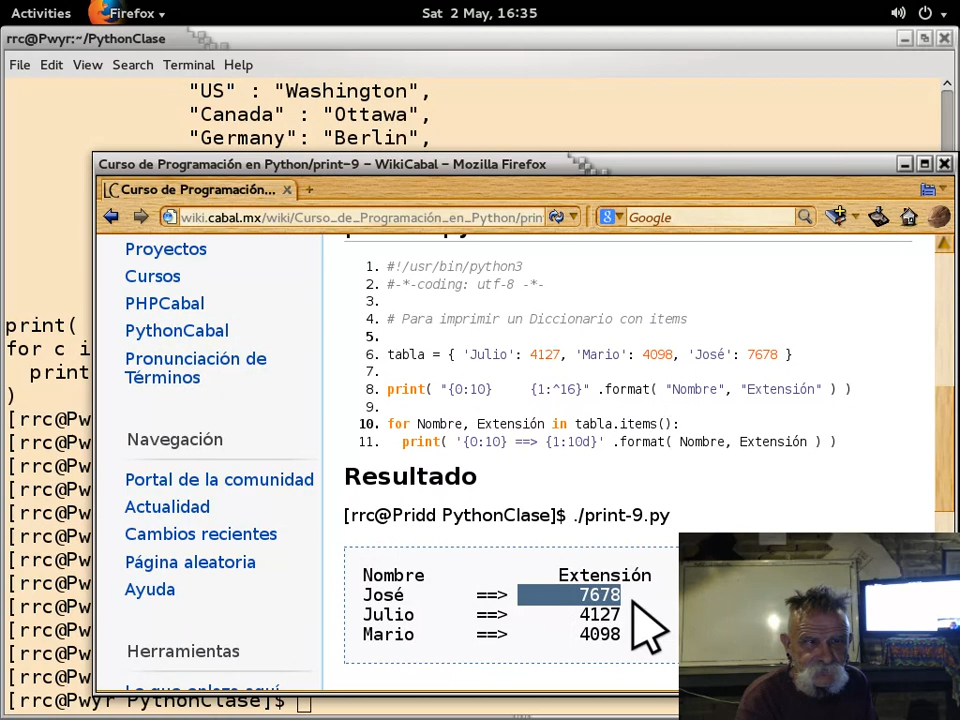 Activities Firefox Sat 2 May, 16:35
rrc@Pwyr:~/PythonClase
File Edit View Search Terminal Help
"US" : "Washington",
"Canada" : "Ottawa",
"Germany": "Berlin",
Curso de Programación en Python/print-9 – WikiCabal – Mozilla Firefox
Curso de Programación...
wiki.cabal.mx/wiki/Curso_de_Programación_en_Python/prin
Google
Proyectos
Cursos
PHPCabal
PythonCabal
Pronunciación de
Términos
Navegación
Portal de la comunidad
Actualidad
Cambios recientes
Página aleatoria
Ayuda
Herramientas
1. #!/usr/bin/python3
2. #-*-coding: utf-8 -*-
3.
4. # Para imprimir un Diccionario con items
5.
6. tabla = { 'Julio': 4127, 'Mario': 4098, 'José': 7678 }
7.
8. print( "{0:10} {1:^16}" .format( "Nombre", "Extensión" ) )
9.
10. for Nombre, Extensión in tabla.items():
11. print( '{0:10} ==> {1:10d}' .format( Nombre, Extensión ) )
Resultado
[rrc@Pridd PythonClase]$ ./print-9.py
Nombre Extensión
José ==> 7678
Julio ==> 4127
Mario ==> 4098
print(
for c i
print
)
[rrc@Pw
[rrc@Pw
[rrc@Pw
[rrc@Pw
[rrc@Pw
[rrc@Pw
[rrc@Pw
[rrc@Pw
[rrc@Pw
[rrc@Pw
[rrc@Pw
[rrc@Pw
[rrc@Pwyr PythonClase]$